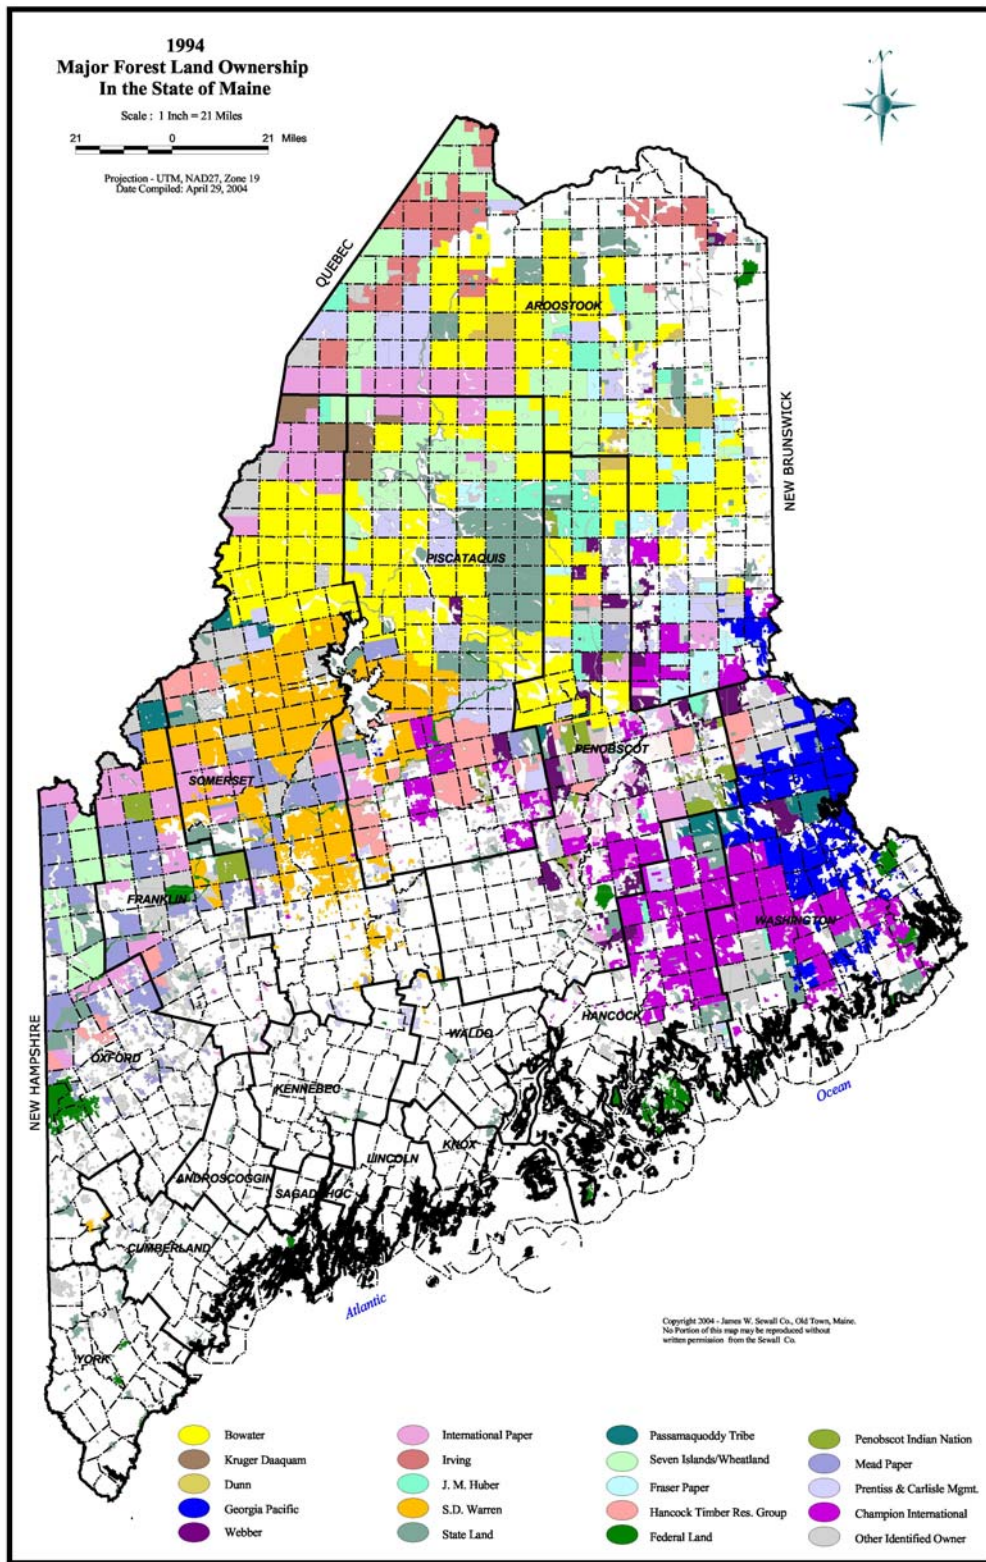 1994
Major Forest Land Ownership
In the State of Maine
Scale : 1 Inch = 21 Miles
21 0 21 Miles
Projection - UTM, NAD27, Zone 19
Date Compiled: April 29, 2004
N
QUEBEC
AROOSTOOK
NEW BRUNSWICK
PISCATAQUIS
PENOBSCOT
SOMERSET
FRANKLIN
WASHINGTON
HANCOCK
WALDO
NEW HAMPSHIRE
OXFORD
KENNEBEC
Ocean
KNOX
LINCOLN
ANDROSCOGGIN
SAGADAHOC
CUMBERLAND
Atlantic
YORK
Copyright 2004 - James W. Sewall Co., Old Town, Maine.
No Portion of this map may be reproduced without
written permission from the Sewall Co.
Bowater
Kruger Daaquam
Dunn
Georgia Pacific
Webber
International Paper
Irving
J. M. Huber
S.D. Warren
State Land
Passamaquoddy Tribe
Seven Islands/Wheatland
Fraser Paper
Hancock Timber Res. Group
Federal Land
Penobscot Indian Nation
Mead Paper
Prentiss & Carlisle Mgmt.
Champion International
Other Identified Owner